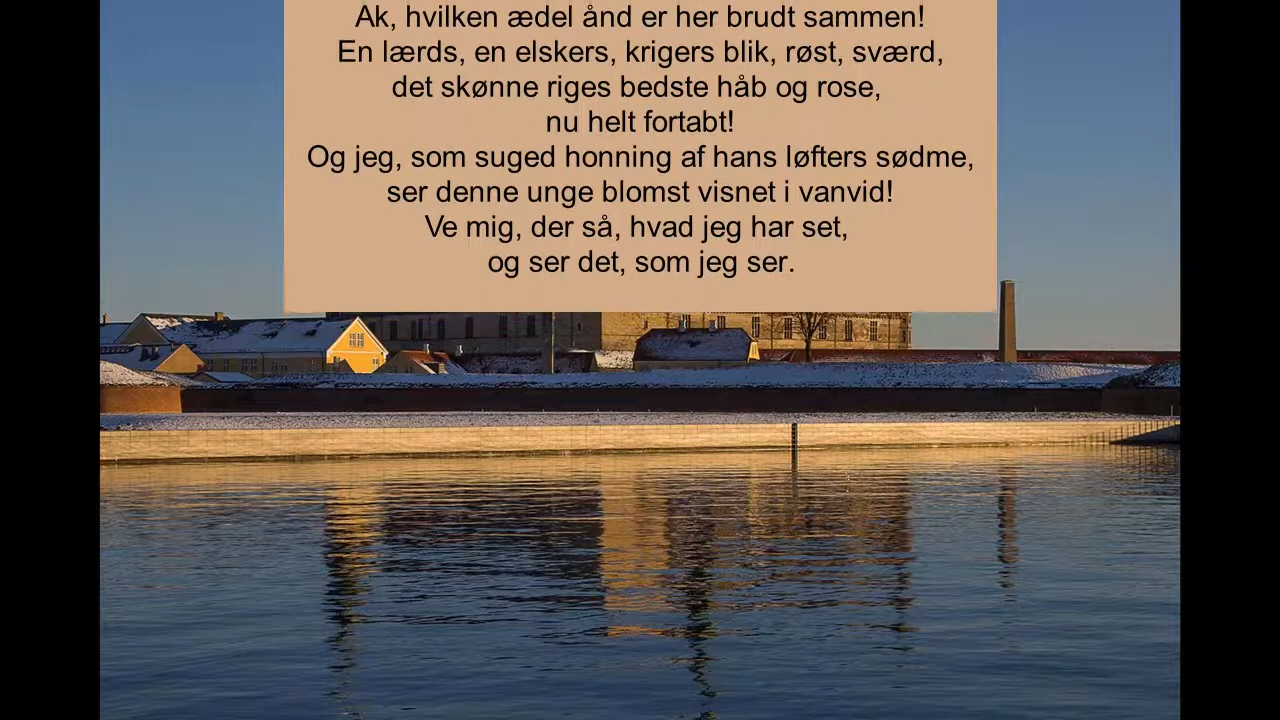 Ak, hvilken ædel ånd er her brudt sammen!
En lærds, en elskers, krigers blik, røst, sværd,
det skønne riges bedste håb og rose,
nu helt fortabt!
Og jeg, som suged honning af hans løfters sødme,
ser denne unge blomst visnet i vanvid!
Ve mig, der så, hvad jeg har set,
og ser det, som jeg ser.